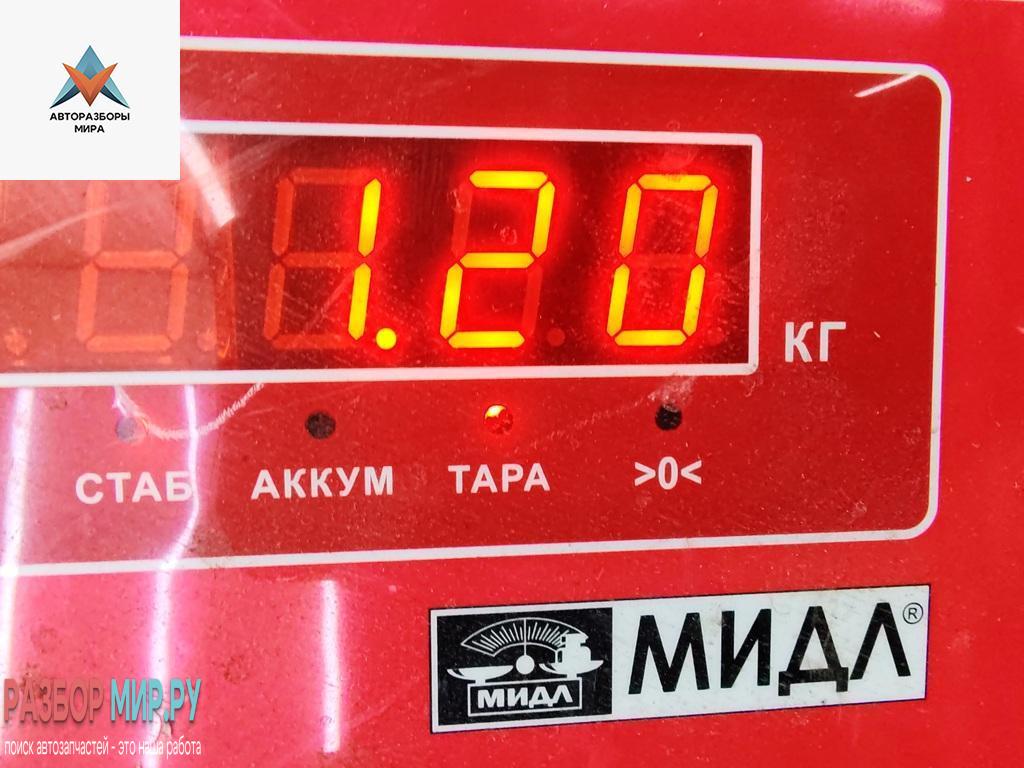 АВТОРАЗБОРЫ
МИРА
1.20
КГ
СТАБ АККУМ ТАРА >0<
МИДЛ
МИДЛ®
РАЗБОР МИР.РУ
поиск автозапчастей - это наша работа